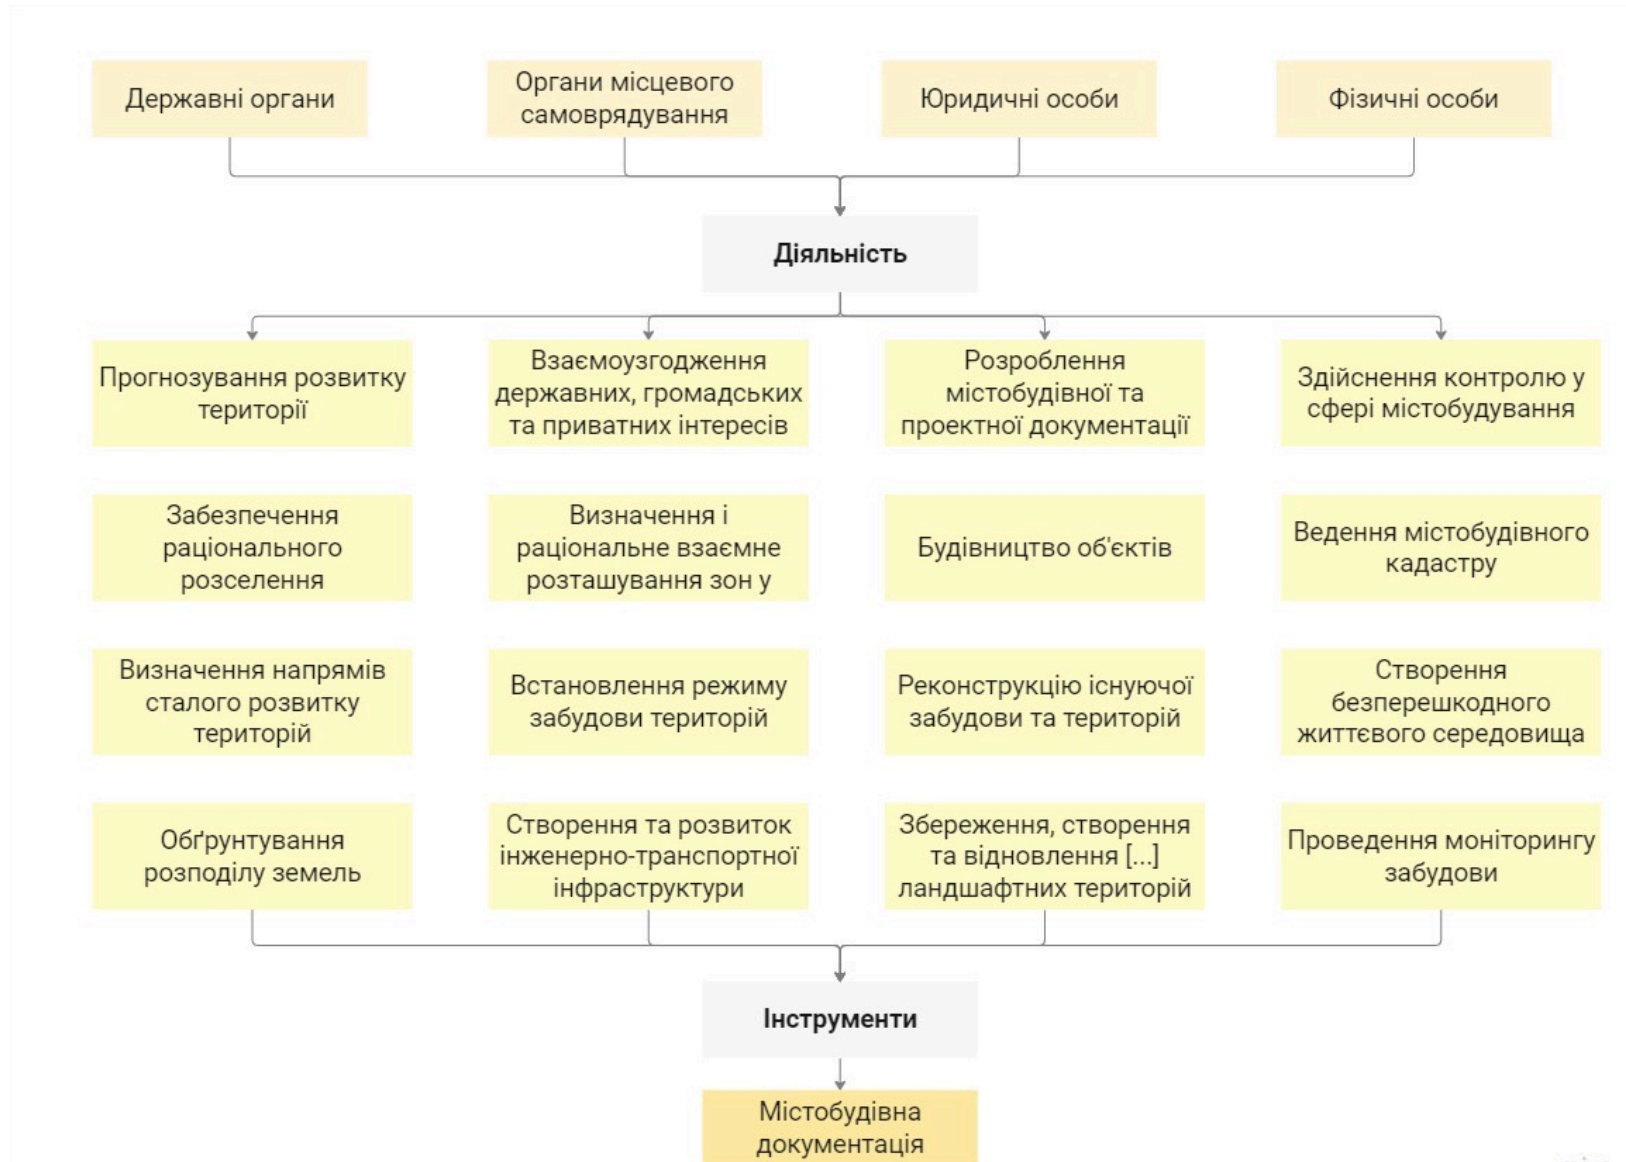 Державні органи
Органи місцевого
самоврядування
Юридичні особи
Фізичні особи
Діяльність
Прогнозування розвитку
території
Взаємоузгодження
державних, громадських
та приватних інтересів
Розроблення
містобудівної та
проектної документації
Здійснення контролю у
сфері містобудування
Забезпечення
раціонального
розселення
Визначення і
раціональне взаємне
розташування зон у
Будівництво об'єктів
Ведення містобудівного
кадастру
Визначення напрямів
сталого розвитку
територій
Встановлення режиму
забудови територій
Реконструкцію існуючої
забудови та територій
Створення
безперешкодного
життєвого середовища
Обґрунтування
розподілу земель
Створення та розвиток
інженерно-транспортної
інфраструктури
Збереження, створення
та відновлення [...]
ландшафтних територій
Проведення моніторингу
забудови
Інструменти
Містобудівна
документація